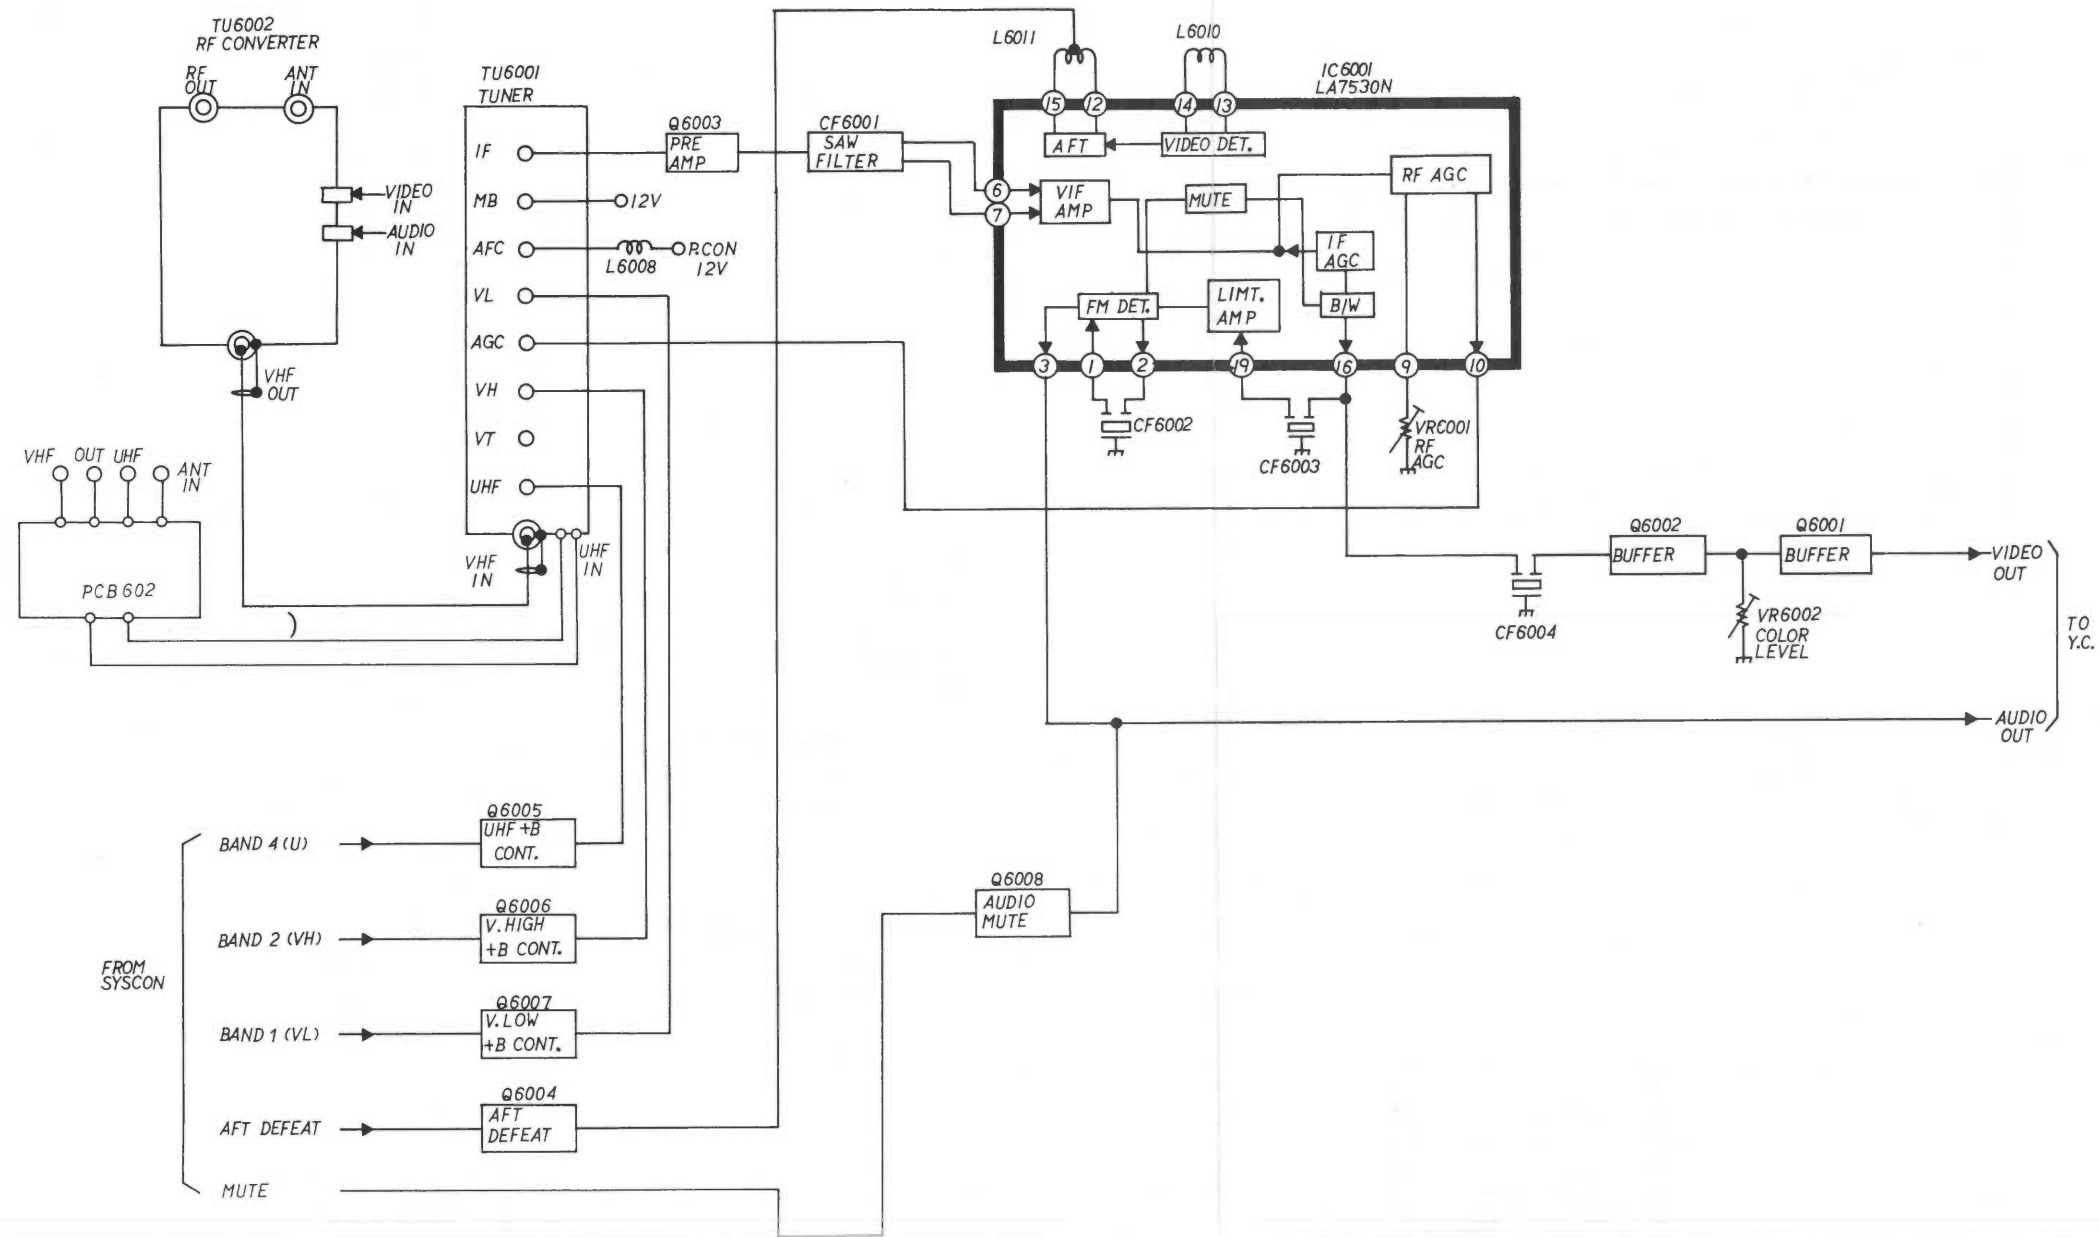 TU6002
RF CONVERTER
RF
OUT
ANT
IN
VIDEO
IN
AUDIO
IN
VHF
OUT
VHF
OUT
UHF
ANT
IN
PCB602
)
TU6001
TUNER
IF
MB
AFC
VL
AGC
VH
VT
UHF
VHF
IN
UHF
IN
12V
L6008
P.CON
12V
Q6003
PRE
AMP
CF6001
SAW
FILTER
L6011
L6010
IC6001
LA7530N
15
12
14
13
AFT
VIDEO DET.
6
7
VIF
AMP
MUTE
RF AGC
IF
AGC
FM DET.
LIMT.
AMP
B/W
3
1
2
19
16
9
10
CF6002
CF6003
VR6001
RF
AGC
CF6004
Q6002
BUFFER
Q6001
BUFFER
VR6002
COLOR
LEVEL
VIDEO
OUT
AUDIO
OUT
TO
Y.C.
FROM
SYSCON
BAND 4 (U)
Q6005
UHF +B
CONT.
BAND 2 (VH)
Q6006
V.HIGH
+B CONT.
BAND 1 (VL)
Q6007
V.LOW
+B CONT.
AFT DEFEAT
Q6004
AFT
DEFEAT
MUTE
Q6008
AUDIO
MUTE